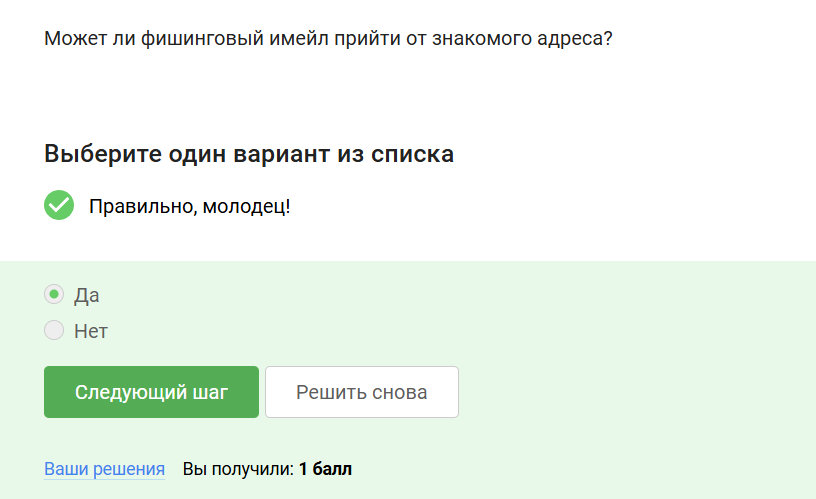 Может ли фишинговый имейл прийти от знакомого адреса?
Выберите один вариант из списка
Правильно, молодец!
Да
Нет
Следующий шаг Решить снова
Ваши решения Вы получили: 1 балл